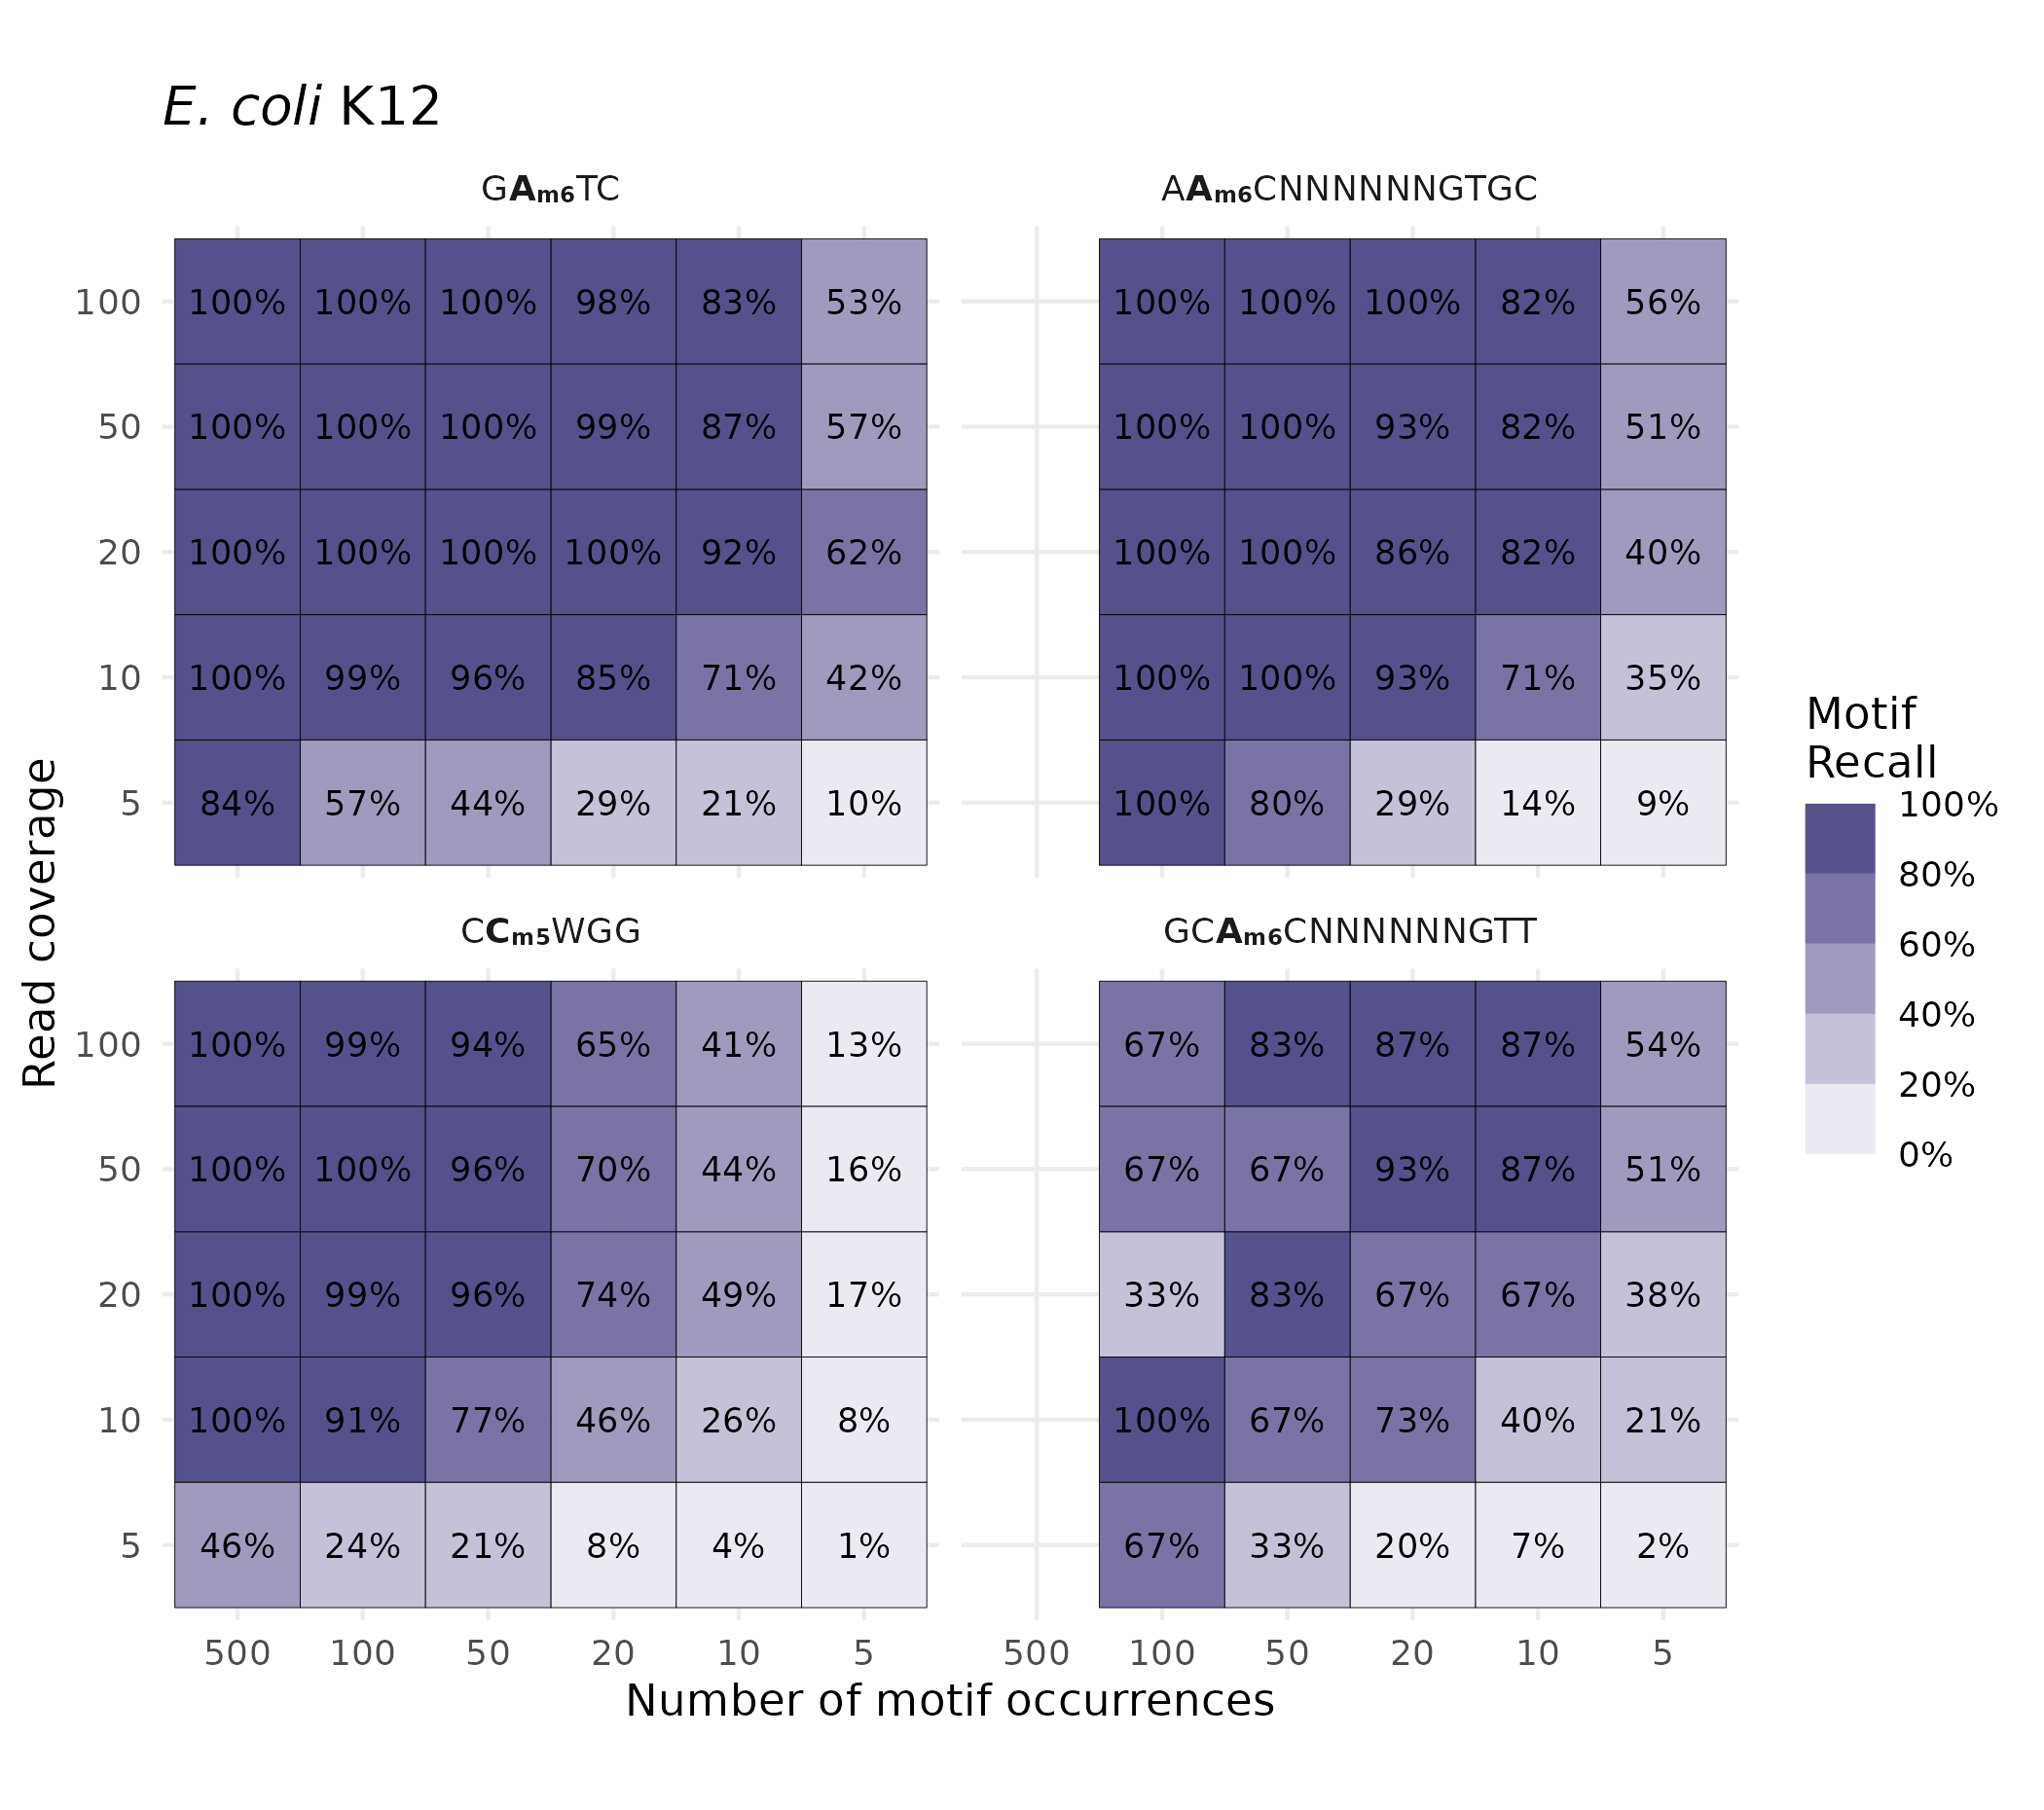 E. coli K12
GAm6TC
AAm6CNNNNNNGTGC
100 100% 100% 100% 98% 83% 53% 100% 100% 100% 82% 56%
50 100% 100% 100% 99% 87% 57% 100% 100% 93% 82% 51%
20 100% 100% 100% 100% 92% 62% 100% 100% 86% 82% 40%
10 100% 99% 96% 85% 71% 42% 100% 100% 93% 71% 35%
5 84% 57% 44% 29% 21% 10% 100% 80% 29% 14% 9%
CCm5WGG
GCAm6CNNNNNNGTT
100 100% 99% 94% 65% 41% 13% 67% 83% 87% 87% 54%
50 100% 100% 96% 70% 44% 16% 67% 67% 93% 87% 51%
20 100% 99% 96% 74% 49% 17% 33% 83% 67% 67% 38%
10 100% 91% 77% 46% 26% 8% 100% 67% 73% 40% 21%
5 46% 24% 21% 8% 4% 1% 67% 33% 20% 7% 2%
500 100 50 20 10 5 500 100 50 20 10 5
Number of motif occurrences
Read coverage
Motif
Recall
100%
80%
60%
40%
20%
0%